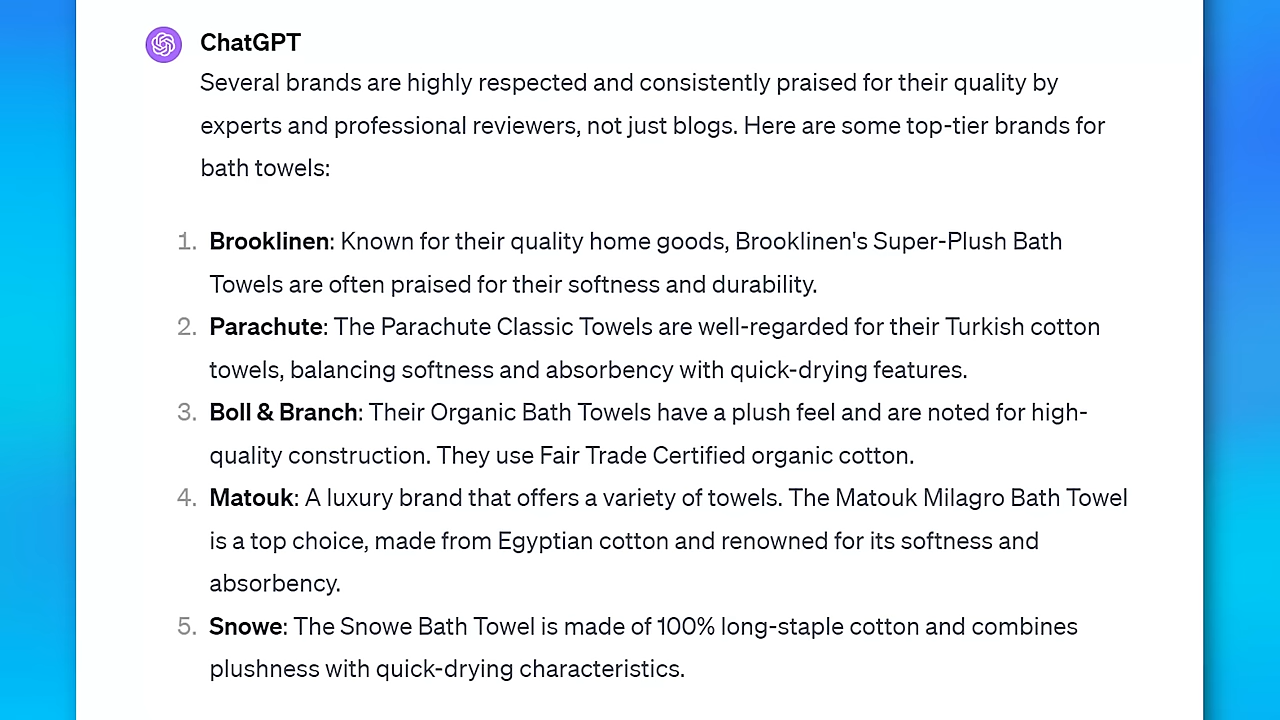 ChatGPT
Several brands are highly respected and consistently praised for their quality by
experts and professional reviewers, not just blogs. Here are some top-tier brands for
bath towels:
1. Brooklinen: Known for their quality home goods, Brooklinen's Super-Plush Bath
Towels are often praised for their softness and durability.
2. Parachute: The Parachute Classic Towels are well-regarded for their Turkish cotton
towels, balancing softness and absorbency with quick-drying features.
3. Boll & Branch: Their Organic Bath Towels have a plush feel and are noted for high-
quality construction. They use Fair Trade Certified organic cotton.
4. Matouk: A luxury brand that offers a variety of towels. The Matouk Milagro Bath Towel
is a top choice, made from Egyptian cotton and renowned for its softness and
absorbency.
5. Snowe: The Snowe Bath Towel is made of 100% long-staple cotton and combines
plushness with quick-drying characteristics.